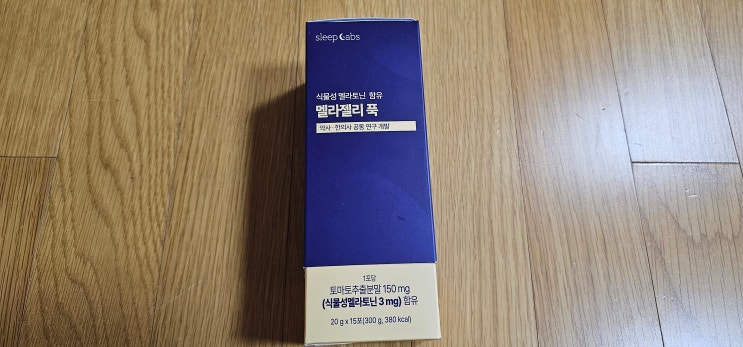 sleep Labs
식물성 멜라토닌 함유
멜라젤리 푹
의사·한의사 공동 연구 개발
1포당
토마토추출분말 150 mg
(식물성멜라토닌 3 mg) 함유
20 g x 15포(300 g, 380 kcal)